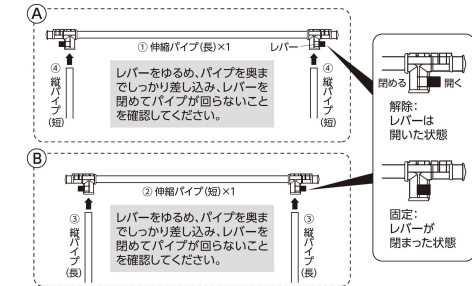 Ⓐ
①伸縮パイプ(長)×1
レバー
④縦パイプ(短)
レバーをゆるめ、パイプを奥ま
でしっかり差し込み、レバーを
閉めてパイプが回らないこと
を確認してください。
④縦パイプ(短)
Ⓑ
②伸縮パイプ(短)×1
③縦パイプ(長)
レバーをゆるめ、パイプを奥ま
でしっかり差し込み、レバーを
閉めてパイプが回らないこと
を確認してください。
③縦パイプ(長)
閉める
開く
解除:
レバーは
開いた状態
固定:
レバーが
閉まった状態